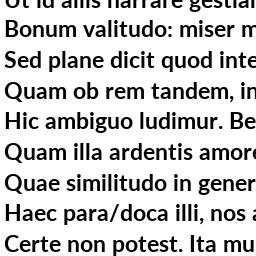 Ut id aliis narrare gestiant
Bonum valitudo: miser m
Sed plane dicit quod inte
Quam ob rem tandem, in
Hic ambiguo ludimur. Be
Quam illa ardentis amore
Quae similitudo in gener
Haec para/doca illi, nos a
Certe non potest. Ita mu